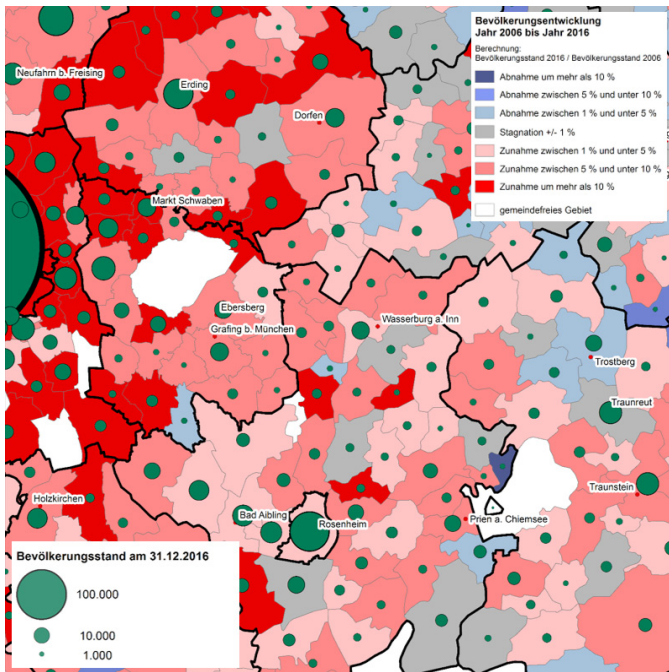 Bevölkerungsentwicklung
Jahr 2006 bis Jahr 2016
Berechnung:
Bevölkerungsstand 2016 / Bevölkerungsstand 2006
Abnahme um mehr als 10 %
Abnahme zwischen 5 % und unter 10 %
Abnahme zwischen 1 % und unter 5 %
Stagnation +/- 1 %
Zunahme zwischen 1 % und unter 5 %
Zunahme zwischen 5 % und unter 10 %
Zunahme um mehr als 10 %
gemeindefreies Gebiet
Neufahrn b. Freising
Erding
Dorfen
Markt Schwaben
Ebersberg
Grafing b. München
Wasserburg a. Inn
Trostberg
Traunreut
Traunstein
Holzkirchen
Bad Aibling
Rosenheim
Prien a. Chiemsee
Bevölkerungsstand am 31.12.2016
100.000
10.000
1.000